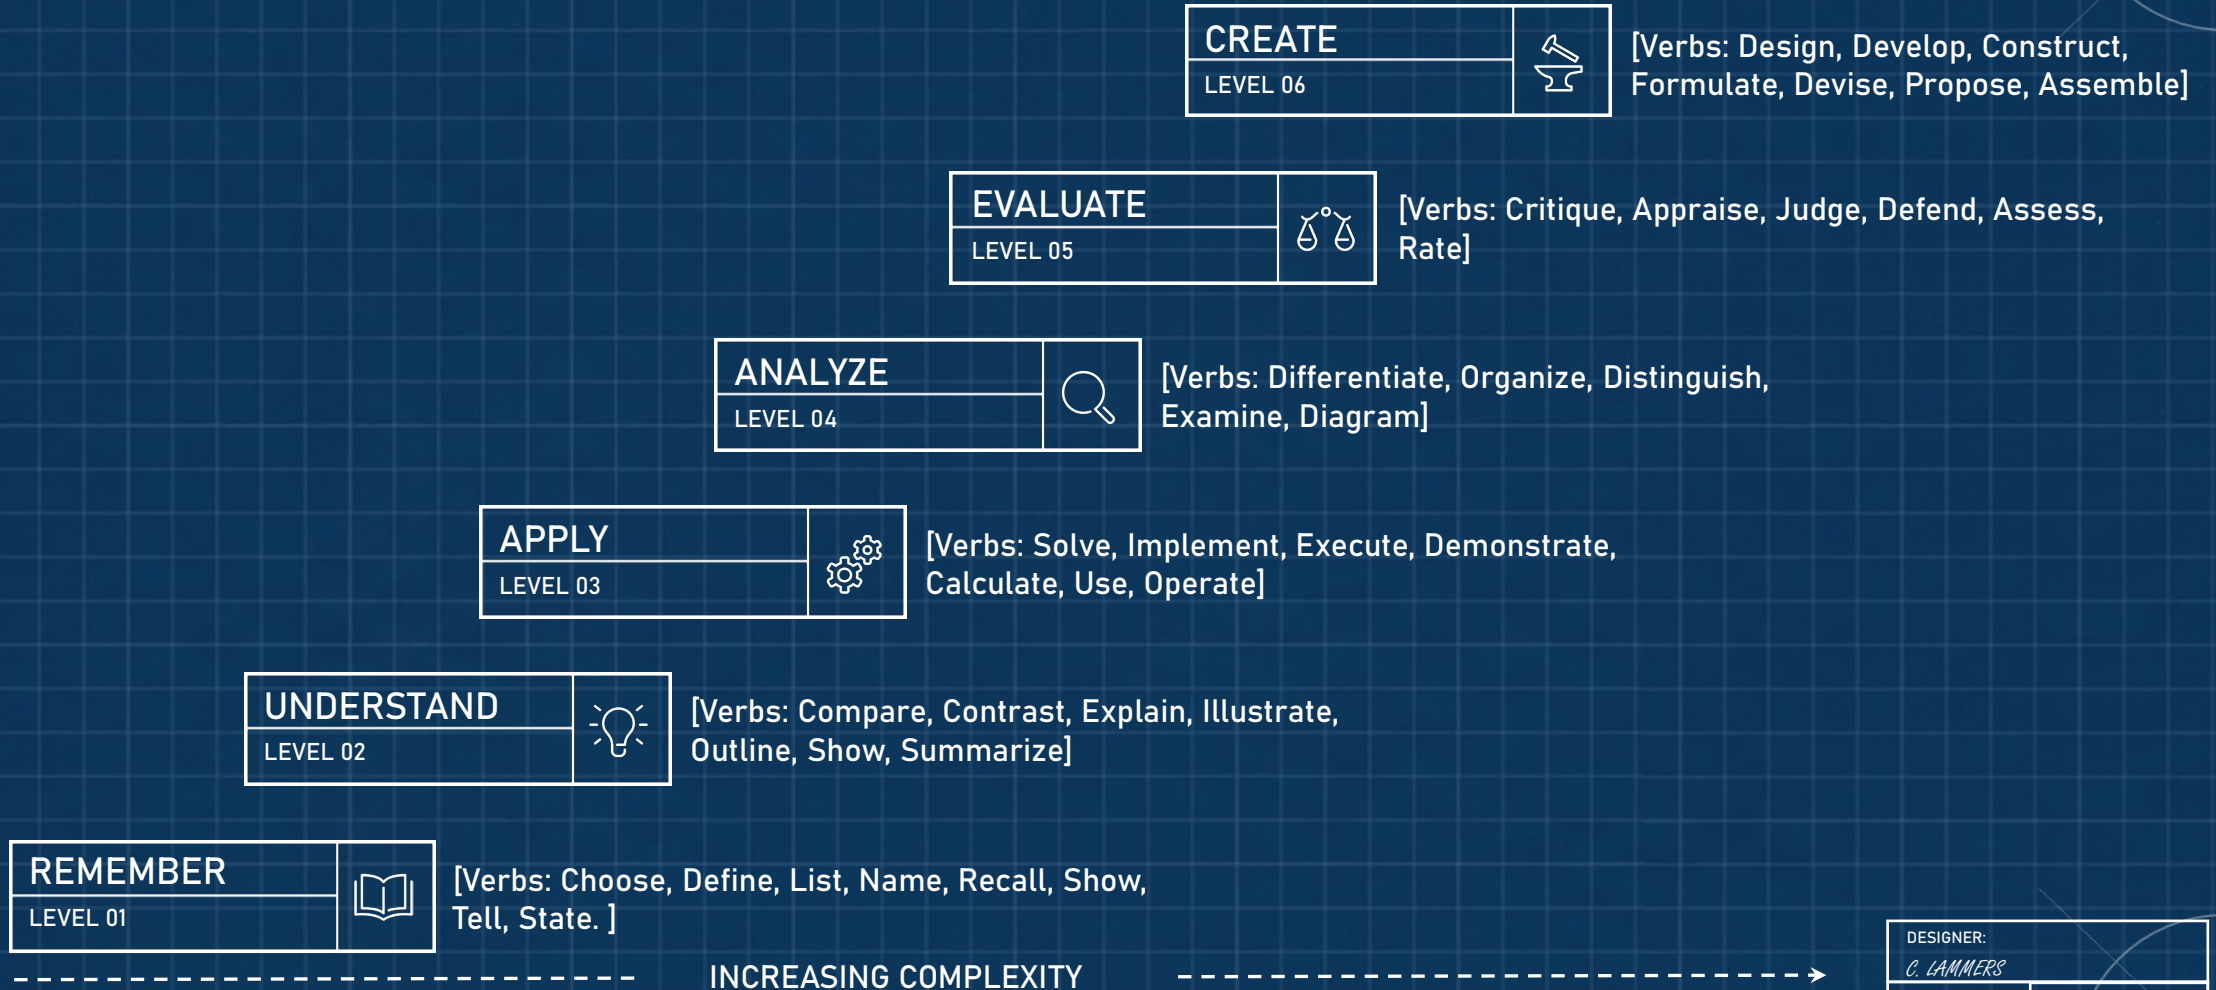 CREATE
LEVEL 06
[Verbs: Design, Develop, Construct,
Formulate, Devise, Propose, Assemble]
EVALUATE
LEVEL 05
[Verbs: Critique, Appraise, Judge, Defend, Assess,
Rate]
ANALYZE
LEVEL 04
[Verbs: Differentiate, Organize, Distinguish,
Examine, Diagram]
APPLY
LEVEL 03
[Verbs: Solve, Implement, Execute, Demonstrate,
Calculate, Use, Operate]
UNDERSTAND
LEVEL 02
[Verbs: Compare, Contrast, Explain, Illustrate,
Outline, Show, Summarize]
REMEMBER
LEVEL 01
[Verbs: Choose, Define, List, Name, Recall, Show,
Tell, State. ]
INCREASING COMPLEXITY
DESIGNER:
C. LAMMERS